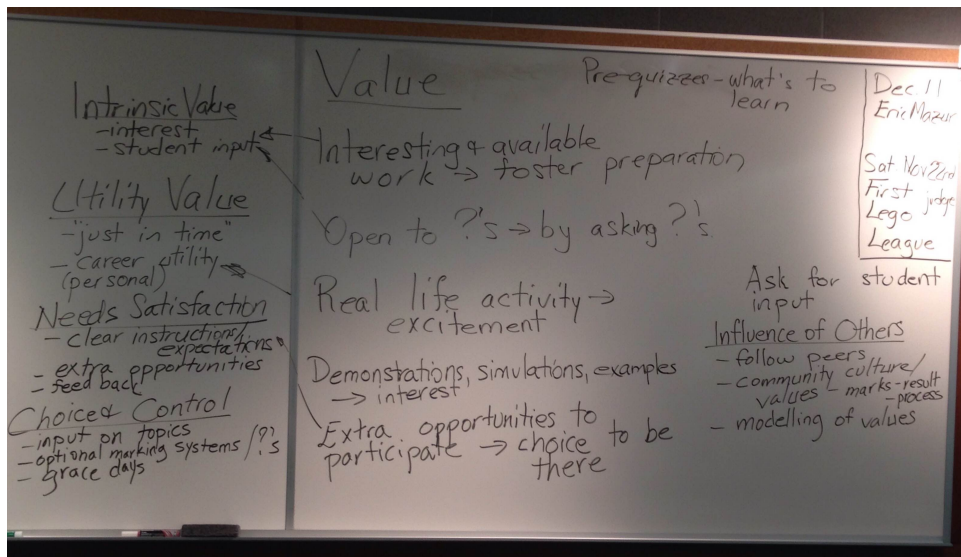 Intrinsic Value
-interest
- student input
Utility Value
-"just in time"
- career utility
(personal)
Needs Satisfaction
- clear instructions/
expectations
- extra opportunities
- feed back
Choice & Control
- input on topics
- optional marking systems / ?'s
- grace days
Value
Interesting & available
work → foster preparation
Open to ?'s → by asking ?'s
Real life activity →
excitement
Demonstrations, simulations, examples
→ interest
Extra opportunities to
participate → choice to be
there
Pre-quizzes - what's to
learn
Dec. 11
Eric Mazur
Sat. Nov 23rd
First judge
Lego
League
Ask for student
input
Influence of Others
- follow peers
- community culture/
values - marks - result
- process
- modelling of values